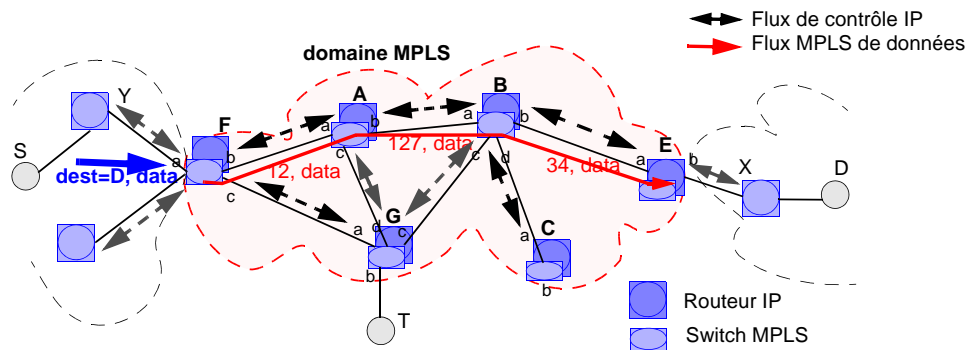 Flux de contrôle IP
Flux MPLS de données
domaine MPLS
Y
S
F
A
B
E
X
D
a
b
c
a
b
c
a
b
c
d
a
b
dest=D, data
12, data
127, data
34, data
G
a
d
c
b
C
a
b
T
Routeur IP
Switch MPLS